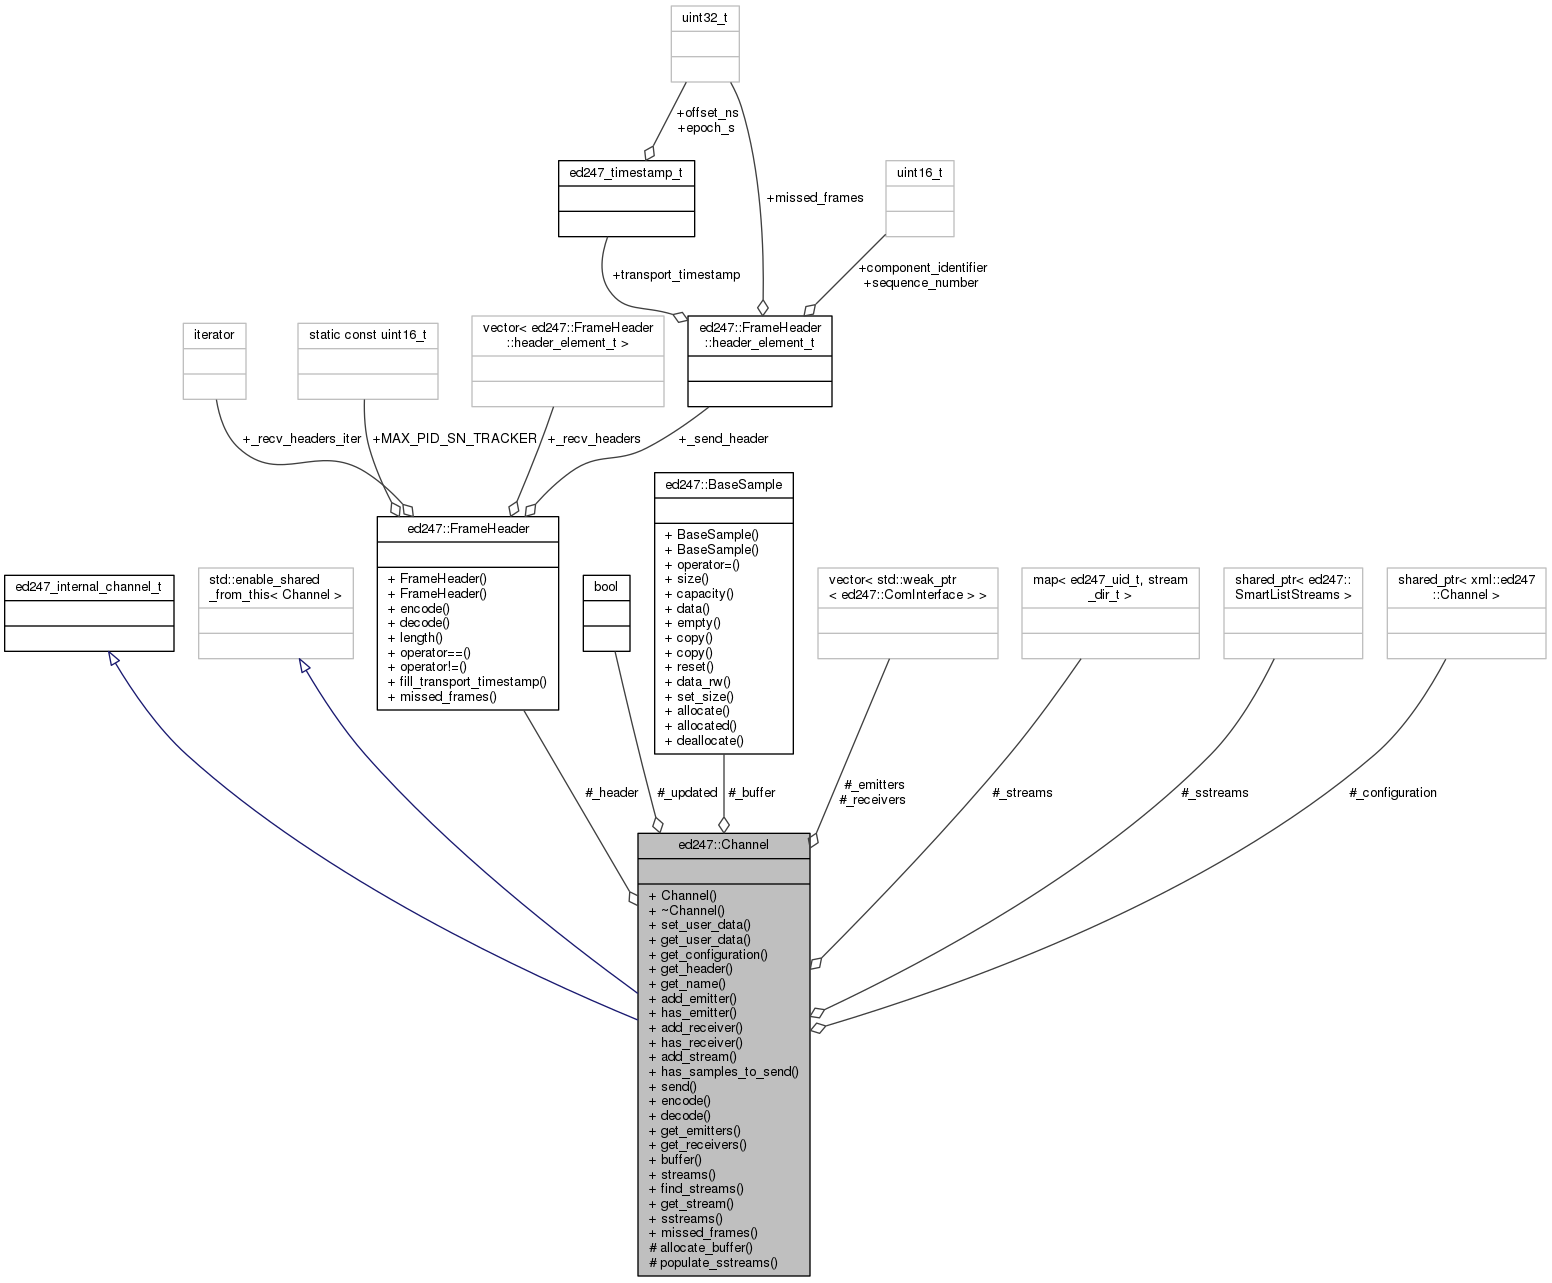 uint32_t
+offset_ns
+epoch_s
ed247_timestamp_t
uint16_t
+missed_frames
+component_identifier
+sequence_number
+transport_timestamp
iterator
static const uint16_t
vector< ed247::FrameHeader
::header_element_t >
ed247::FrameHeader
::header_element_t
+_recv_headers_iter
+MAX_PID_SN_TRACKER
+_recv_headers
+_send_header
ed247::BaseSample
+ BaseSample()
+ BaseSample()
+ operator=()
+ size()
+ capacity()
+ data()
+ empty()
+ copy()
+ copy()
+ reset()
+ data_rw()
+ set_size()
+ allocate()
+ allocated()
+ deallocate()
ed247::FrameHeader
+ FrameHeader()
+ FrameHeader()
+ encode()
+ decode()
+ length()
+ operator==()
+ operator!=()
+ fill_transport_timestamp()
+ missed_frames()
ed247_internal_channel_t
std::enable_shared
_from_this< Channel >
bool
vector< std::weak_ptr
< ed247::ComInterface > >
map< ed247_uid_t, stream
_dir_t >
shared_ptr< ed247::
SmartListStreams >
shared_ptr< xml::ed247
::Channel >
#_header
#_updated
#_buffer
#_emitters
#_receivers
#_streams
#_sstreams
#_configuration
ed247::Channel
+ Channel()
+ ~Channel()
+ set_user_data()
+ get_user_data()
+ get_configuration()
+ get_header()
+ get_name()
+ add_emitter()
+ has_emitter()
+ add_receiver()
+ has_receiver()
+ add_stream()
+ has_samples_to_send()
+ send()
+ encode()
+ decode()
+ get_emitters()
+ get_receivers()
+ buffer()
+ streams()
+ find_streams()
+ get_stream()
+ sstreams()
+ missed_frames()
# allocate_buffer()
# populate_sstreams()